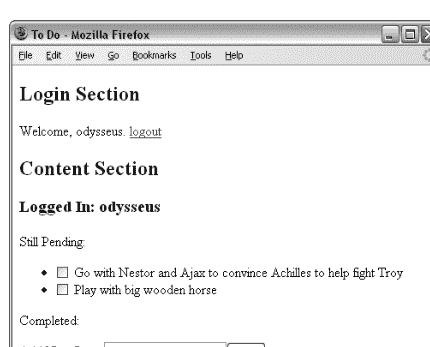 To Do - Mozilla Firefox
File Edit View Go Bookmarks Tools Help
Login Section
Welcome, odysseus. logout
Content Section
Logged In: odysseus
Still Pending:
Go with Nestor and Ajax to convince Achilles to help fight Troy
Play with big wooden horse
Completed: